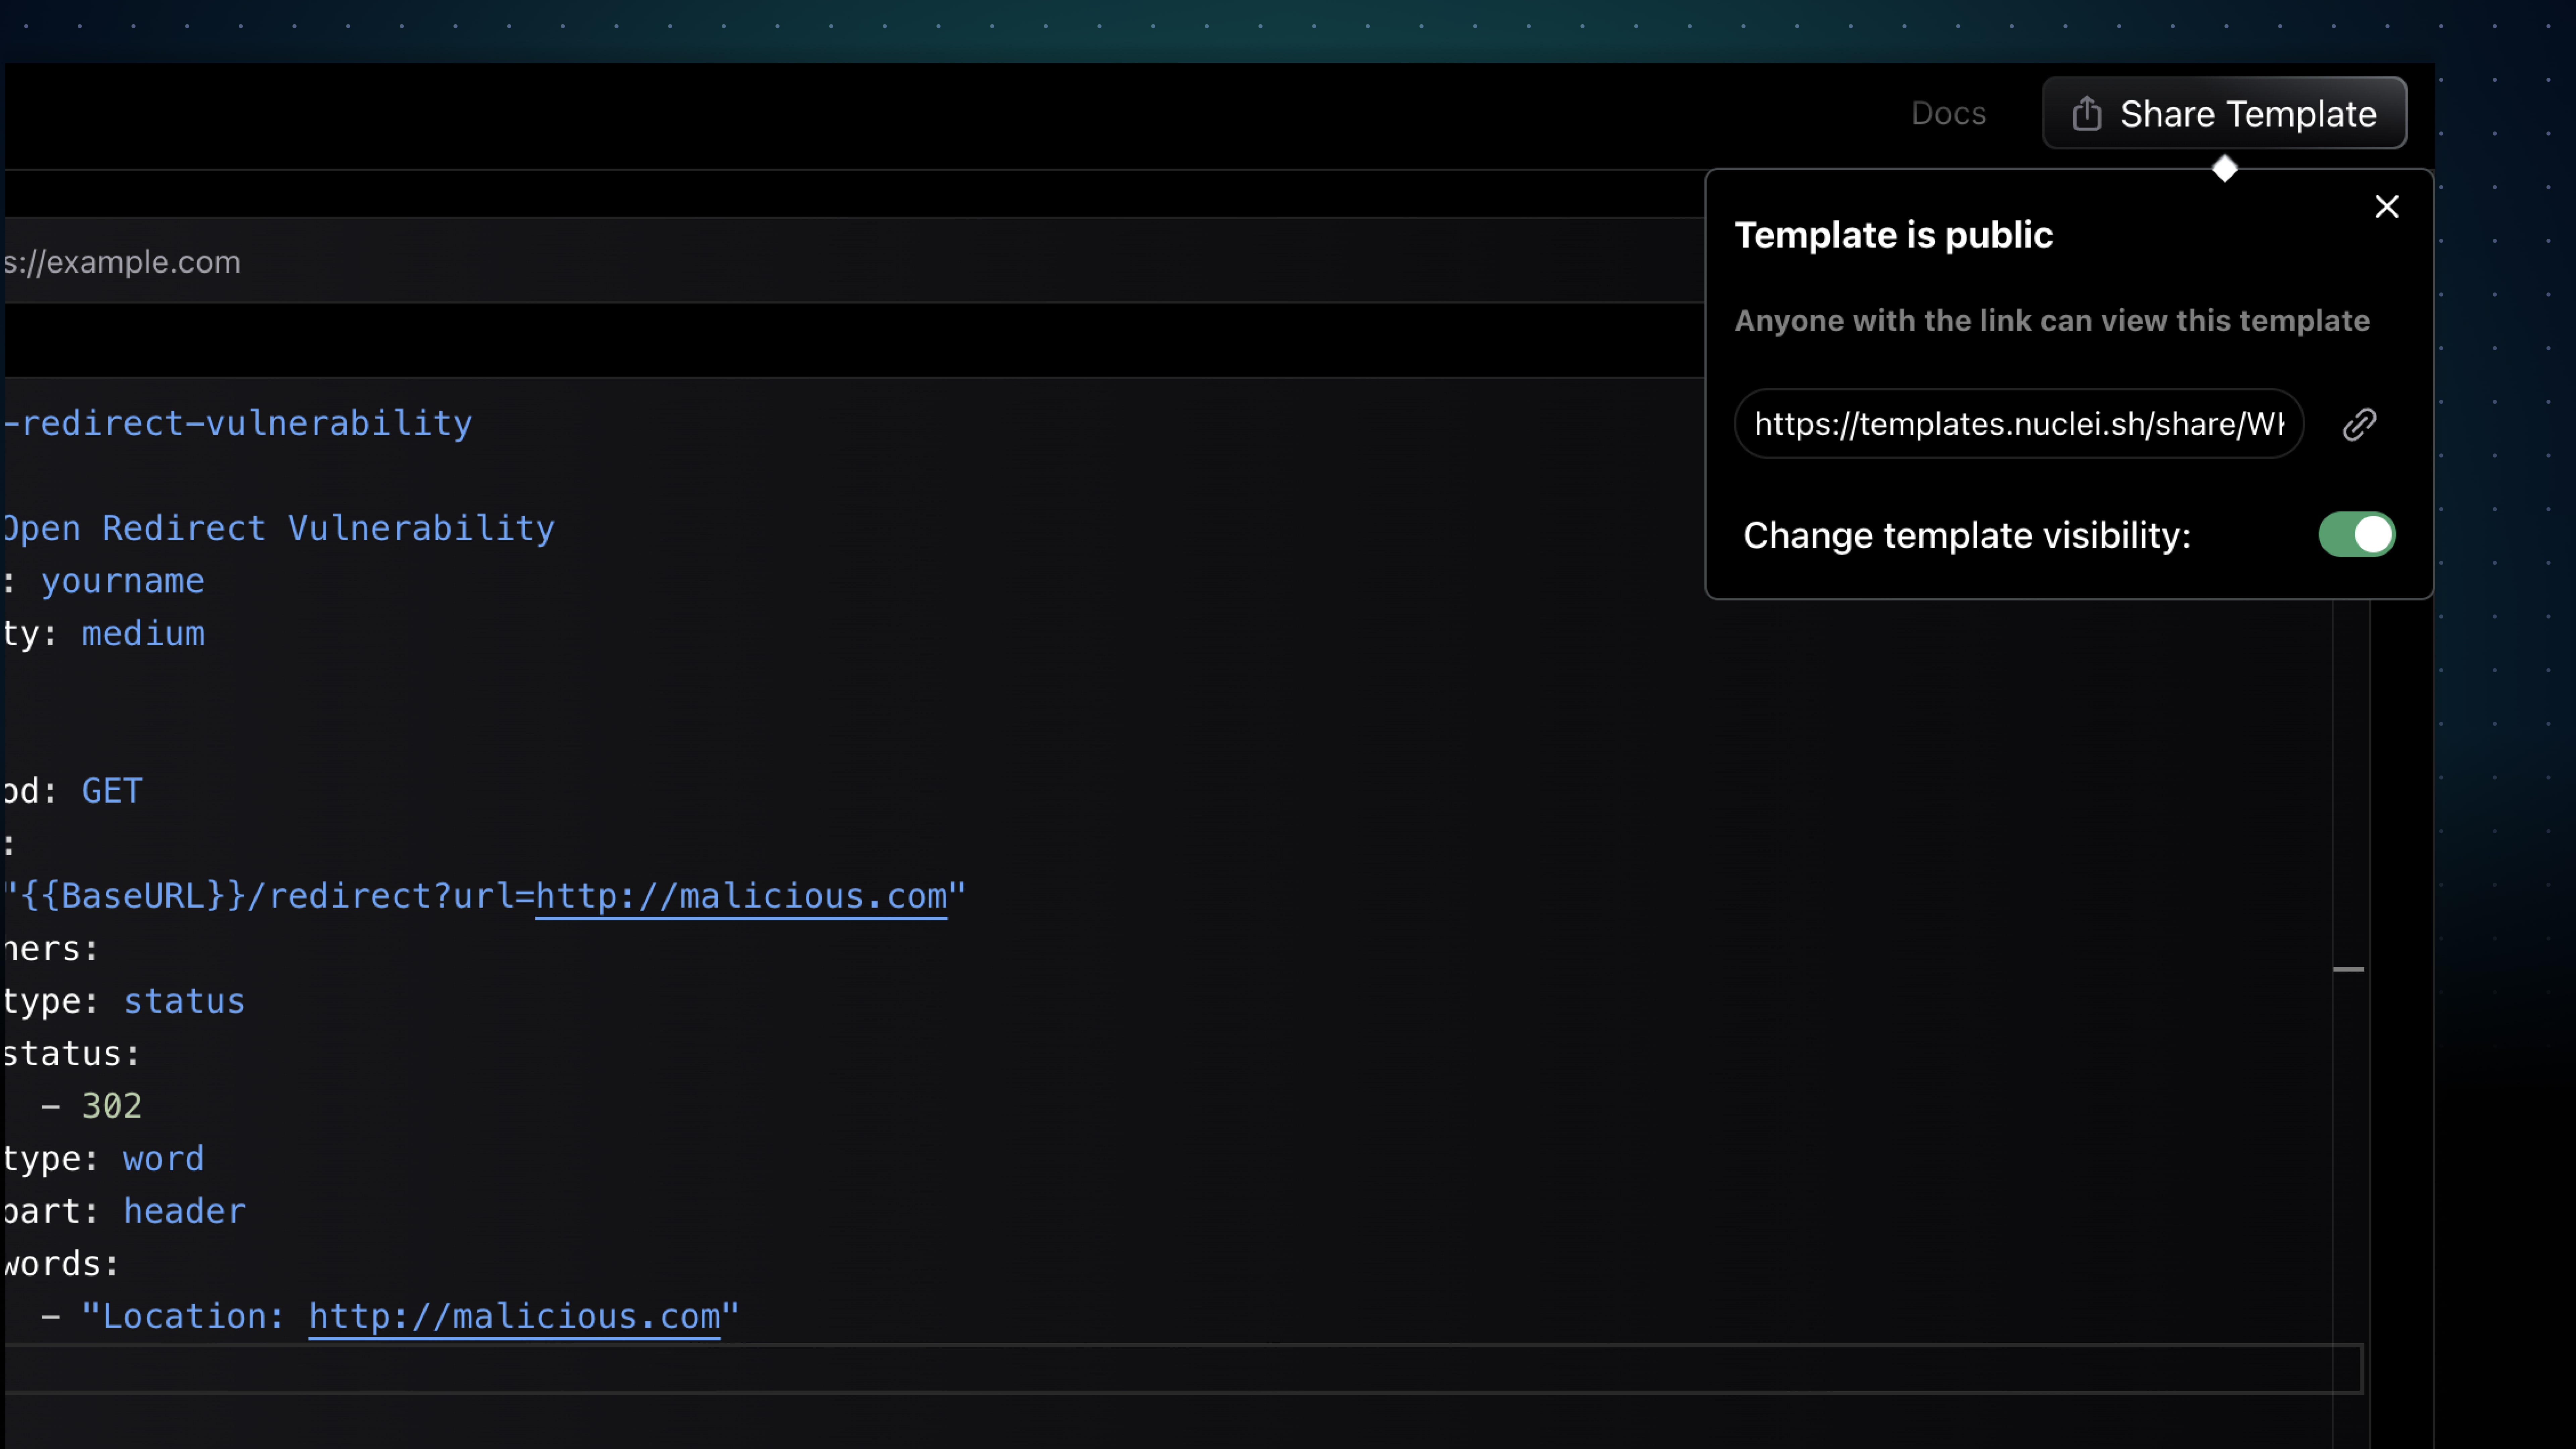 Docs
Share Template
Template is public
Anyone with the link can view this template
https://templates.nuclei.sh/share/W
Change template visibility:
s://example.com
-redirect-vulnerability
Open Redirect Vulnerability
: yourname
ty: medium
od: GET
:
"{{BaseURL}}/redirect?url=http://malicious.com"
hers:
type: status
status:
- 302
type: word
part: header
words:
- "Location: http://malicious.com"